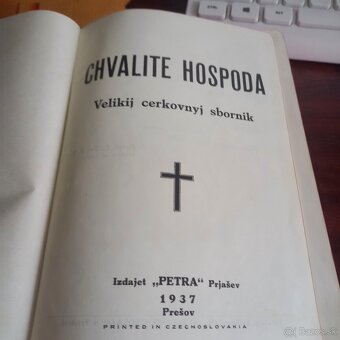 CHVALITE HOSPODA
Velikij cerkovnyj sbornik
Izdajet „PETRA" Prjašev
1937
Prešov
PRINTED IN CZECHOSLOVAKIA